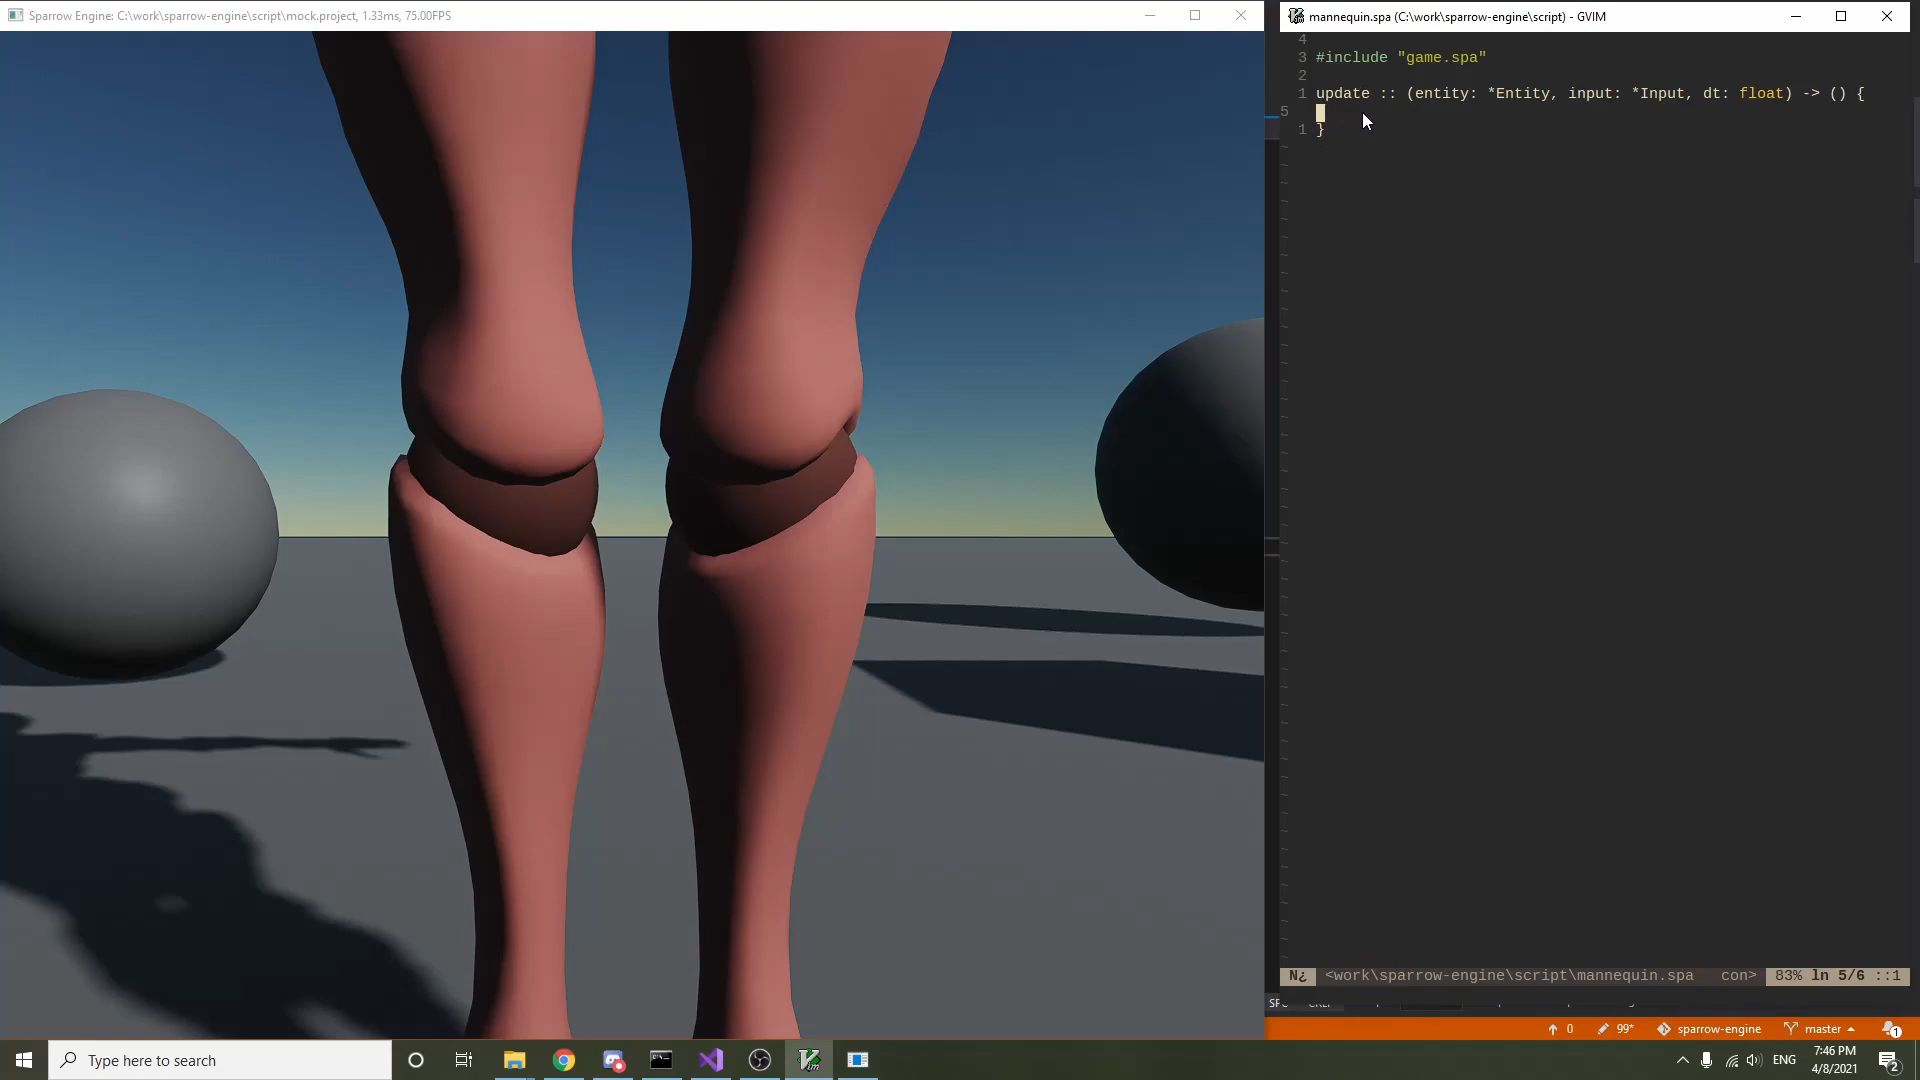 Sparrow Engine: C:\work\sparrow-engine\script\mock.project, 1.33ms, 75.00FPS
mannequin.spa (C:\work\sparrow-engine\script) - GVIM
4
3 #include "game.spa"
2
1 update :: (entity: *Entity, input: *Input, dt: float) -> () {
5
1 }
N¿ <work\sparrow-engine\script\mannequin.spa con> 83% ln 5/6 ::1
0 99* sparrow-engine master 1
Type here to search
ENG
7:46 PM
4/8/2021
2